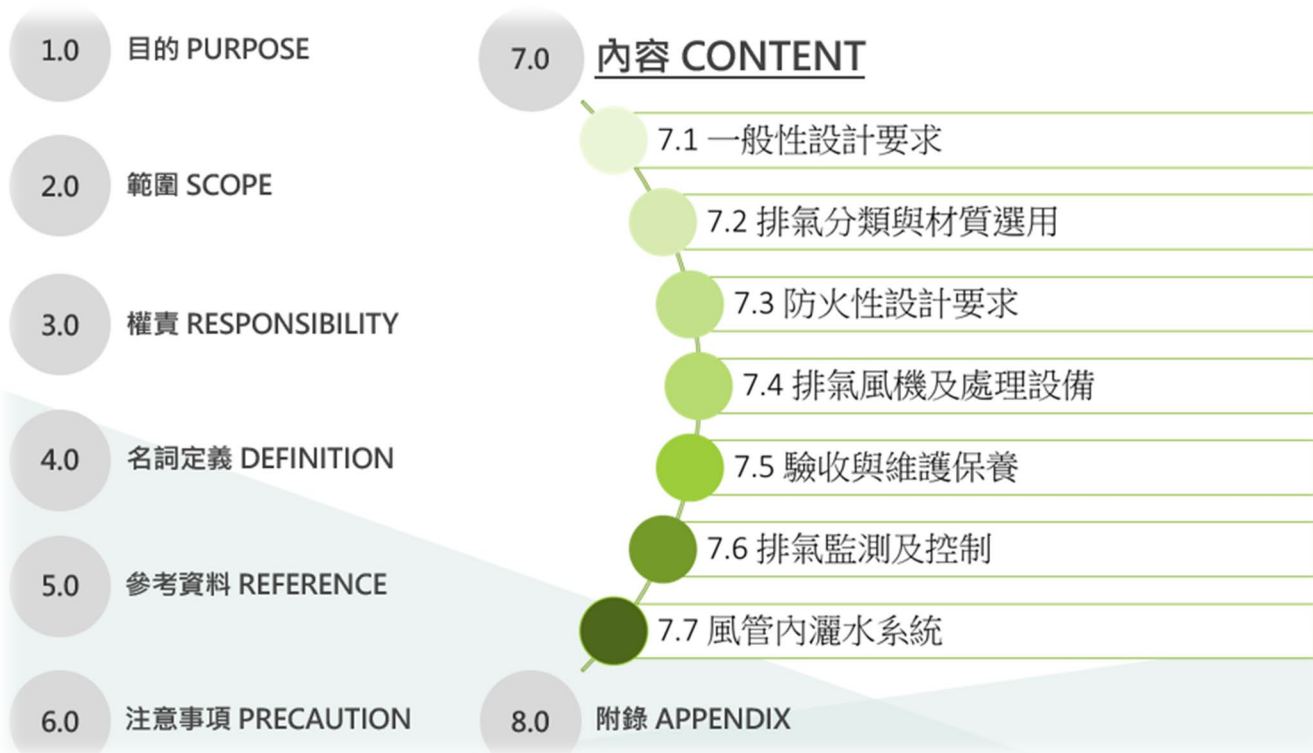 1.0 目的 PURPOSE
2.0 範圍 SCOPE
3.0 權責 RESPONSIBILITY
4.0 名詞定義 DEFINITION
5.0 參考資料 REFERENCE
6.0 注意事項 PRECAUTION
7.0 內容 CONTENT
7.1 一般性設計要求
7.2 排氣分類與材質選用
7.3 防火性設計要求
7.4 排氣風機及處理設備
7.5 驗收與維護保養
7.6 排氣監測及控制
7.7 風管內灑水系統
8.0 附錄 APPENDIX